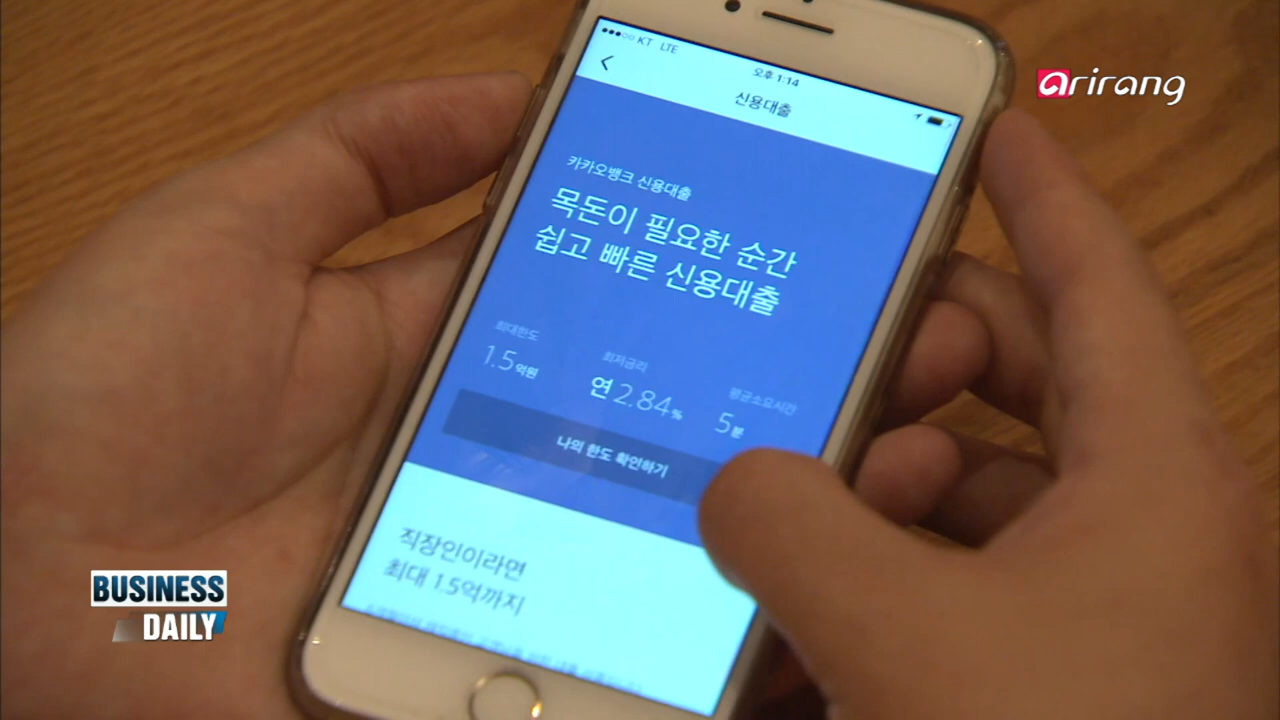 KT LTE
오후 1:14
신용대출
카카오뱅크 신용대출
목돈이 필요한 순간
쉽고 빠른 신용대출
최대한도
1.5억원
최저금리
연 2.84%
평균소요시간
5분
나의 한도 확인하기
직장인이라면
최대 1.5억까지
arirang
BUSINESS
DAILY